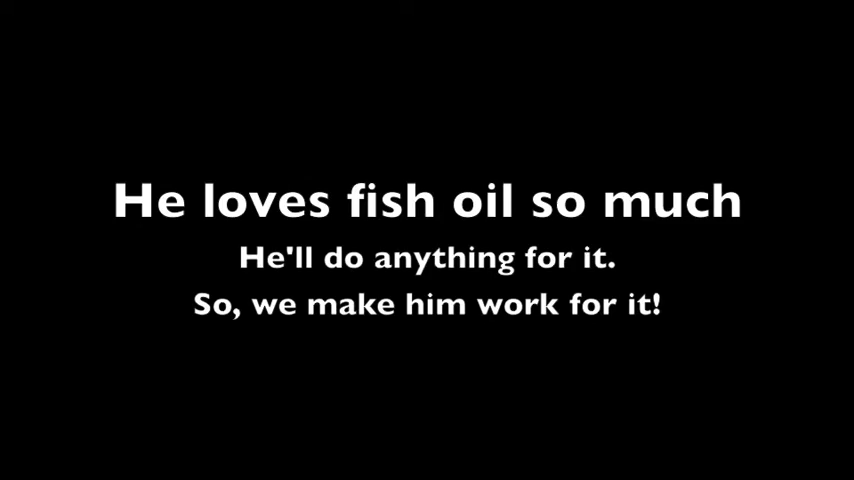 He loves fish oil so much
He'll do anything for it.
So, we make him work for it!